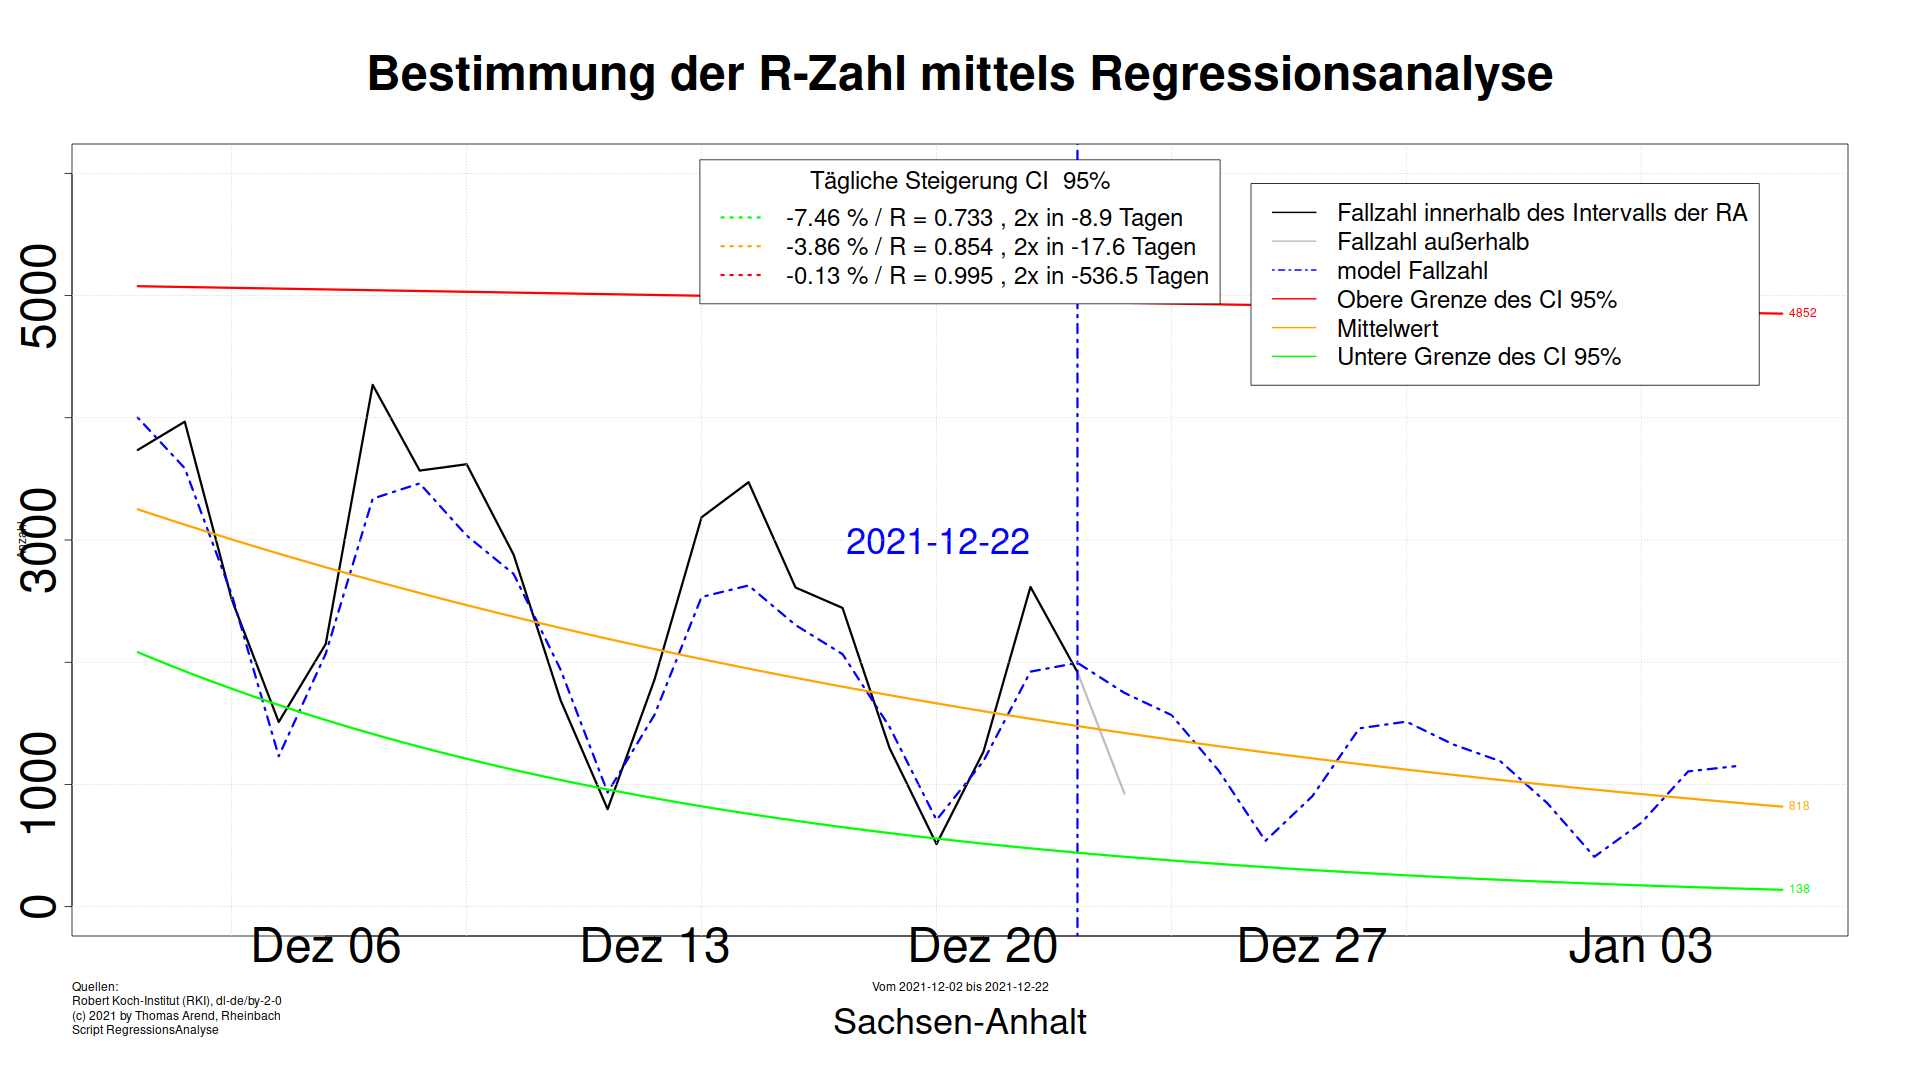 Bestimmung der R-Zahl mittels Regressionsanalyse
Tägliche Steigerung CI 95%
-7.46 % / R = 0.733 , 2x in -8.9 Tagen
-3.86 % / R = 0.854 , 2x in -17.6 Tagen
-0.13 % / R = 0.995 , 2x in -536.5 Tagen
Fallzahl innerhalb des Intervalls der RA
Fallzahl außerhalb
model Fallzahl
Obere Grenze des CI 95%
Mittelwert
Untere Grenze des CI 95%
5000
3000
1000
0
Anzahl
2021-12-22
4852
818
138
Dez 06
Dez 13
Dez 20
Dez 27
Jan 03
Quellen:
Robert Koch-Institut (RKI), dl-de/by-2-0
(c) 2021 by Thomas Arend, Rheinbach
Script RegressionsAnalyse
Vom 2021-12-02 bis 2021-12-22
Sachsen-Anhalt